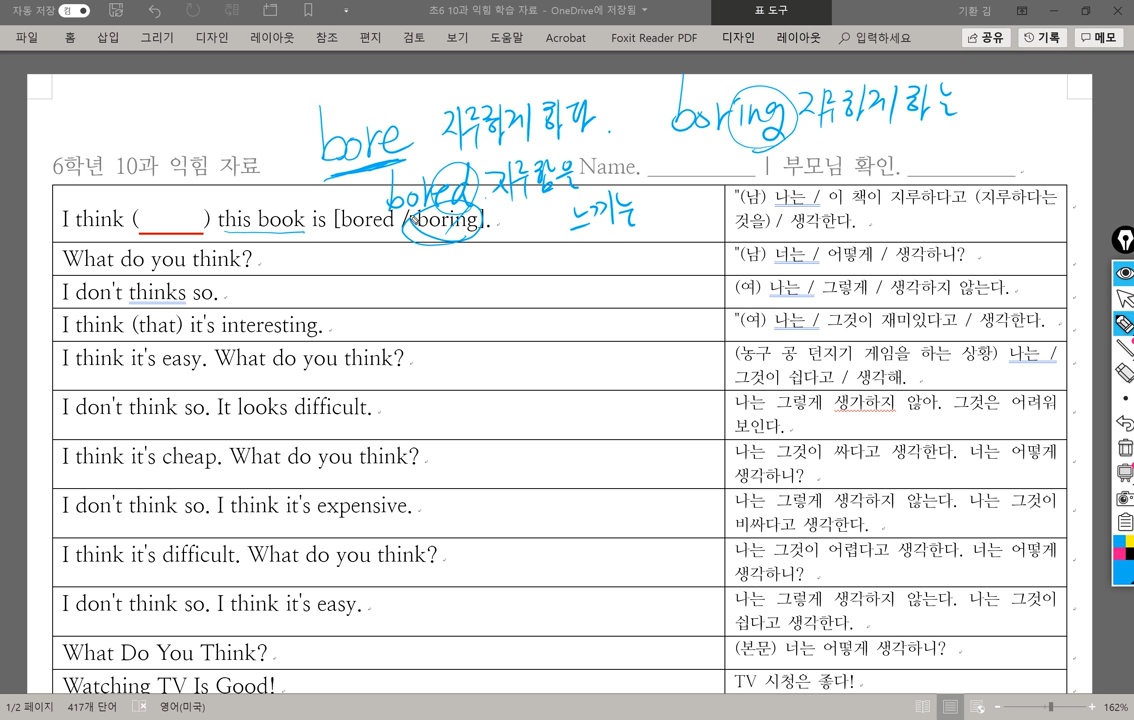 자동 저장 켬 초6 10과 익힘 학습 자료 - OneDrive에 저장됨 표 도구 기환 김
파일 홈 삽입 그리기 디자인 레이아웃 참조 편지 검토 보기 도움말 Acrobat Foxit Reader PDF 디자인 레이아웃 입력하세요 공유 기록 메모
bore 지루하게 하다. boring 지루하게 하는
6학년 10과 익힘 자료 Name. ____________ | 부모님 확인. ____________
bored 지루함을
느끼는
I think (________) this book is [bored / boring].
"(남) 나는 / 이 책이 지루하다고 (지루하다는
것을) / 생각한다.
What do you think?
"(남) 너는 / 어떻게 / 생각하니?
I don't thinks so.
(여) 나는 / 그렇게 / 생각하지 않는다.
I think (that) it's interesting.
"(여) 나는 / 그것이 재미있다고 / 생각한다.
I think it's easy. What do you think?
(농구 공 던지기 게임을 하는 상황) 나는 /
그것이 쉽다고 / 생각해.
I don't think so. It looks difficult.
나는 그렇게 생가하지 않아. 그것은 어려워
보인다.
I think it's cheap. What do you think?
나는 그것이 싸다고 생각한다. 너는 어떻게
생각하니?
I don't think so. I think it's expensive.
나는 그렇게 생각하지 않는다. 나는 그것이
비싸다고 생각한다.
I think it's difficult. What do you think?
나는 그것이 어렵다고 생각한다. 너는 어떻게
생각하니?
I don't think so. I think it's easy.
나는 그렇게 생각하지 않는다. 나는 그것이
쉽다고 생각한다.
What Do You Think?
(본문) 너는 어떻게 생각하니?
Watching TV Is Good!
TV 시청은 좋다!
1/2 페이지 417개 단어 영어(미국) 162%